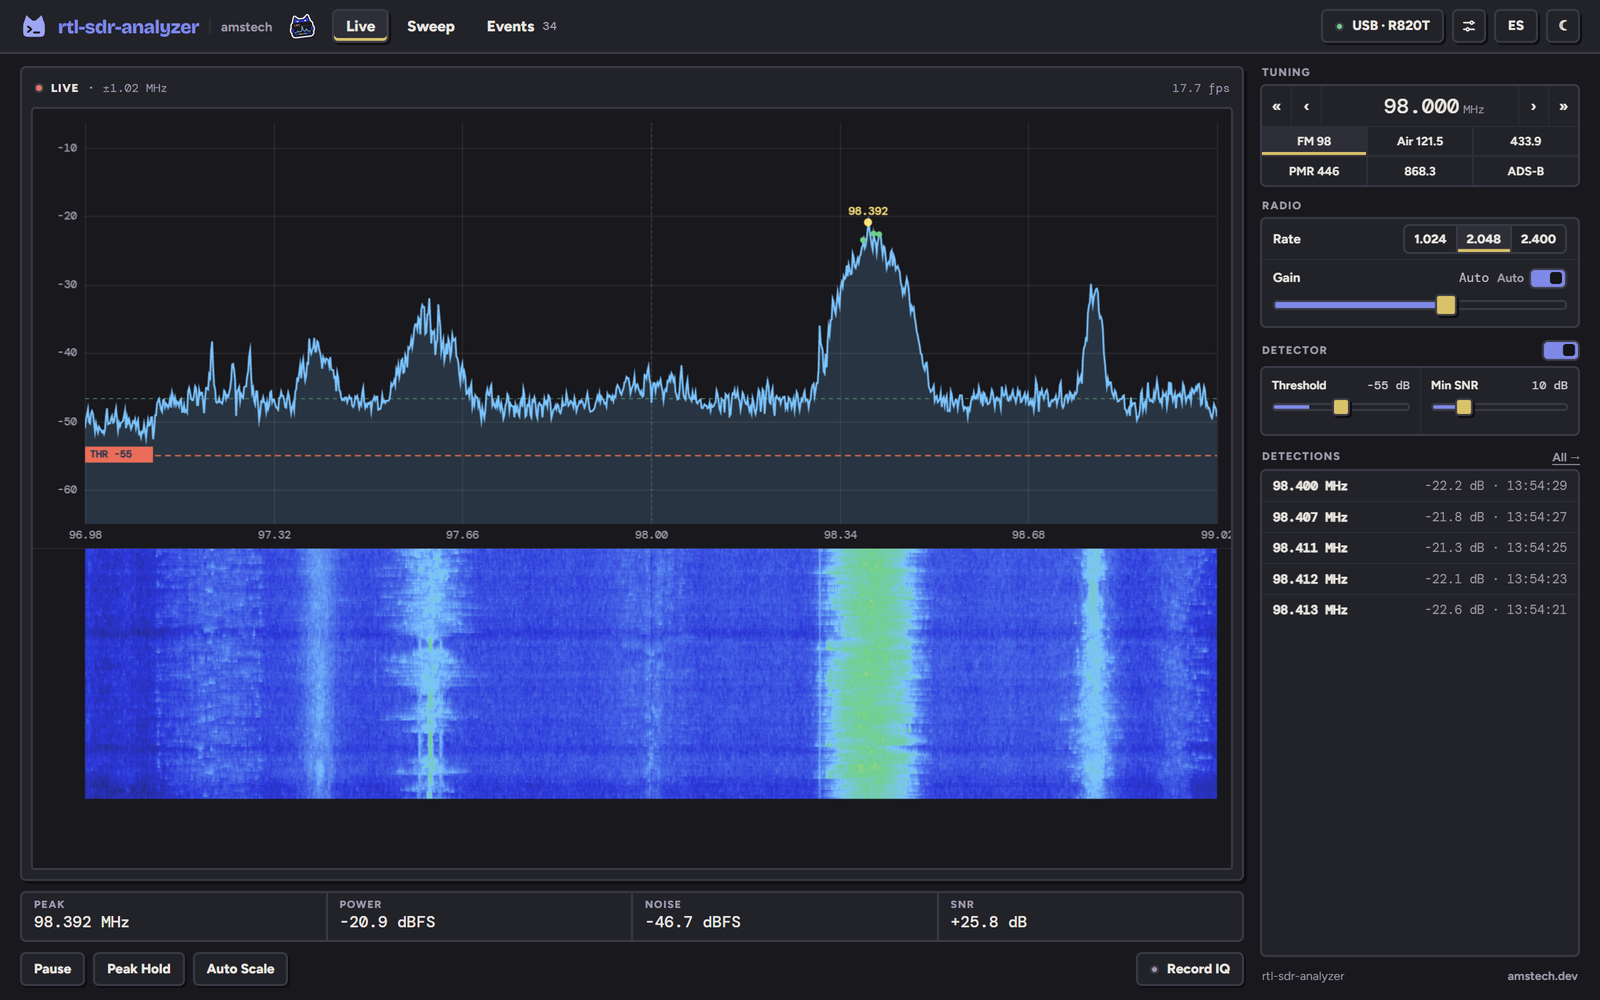 rtl-sdr-analyzer amstech Live Sweep Events 34 USB · R820T ES
LIVE · ±1.02 MHz 17.7 fps
-10
-20
-30
-40
-50
-60
98.392
THR -55
96.98 97.32 97.66 98.00 98.34 98.68 99.02
PEAK
98.392 MHz
POWER
-20.9 dBFS
NOISE
-46.7 dBFS
SNR
+25.8 dB
Pause Peak Hold Auto Scale Record IQ
TUNING
« ‹ 98.000 MHz › »
FM 98 Air 121.5 433.9
PMR 446 868.3 ADS-B
RADIO
Rate 1.024 2.048 2.400
Gain Auto Auto
DETECTOR
Threshold -55 dB Min SNR 10 dB
DETECTIONS All →
98.400 MHz -22.2 dB · 13:54:29
98.407 MHz -21.8 dB · 13:54:27
98.411 MHz -21.3 dB · 13:54:25
98.412 MHz -22.1 dB · 13:54:23
98.413 MHz -22.6 dB · 13:54:21
rtl-sdr-analyzer amstech.dev